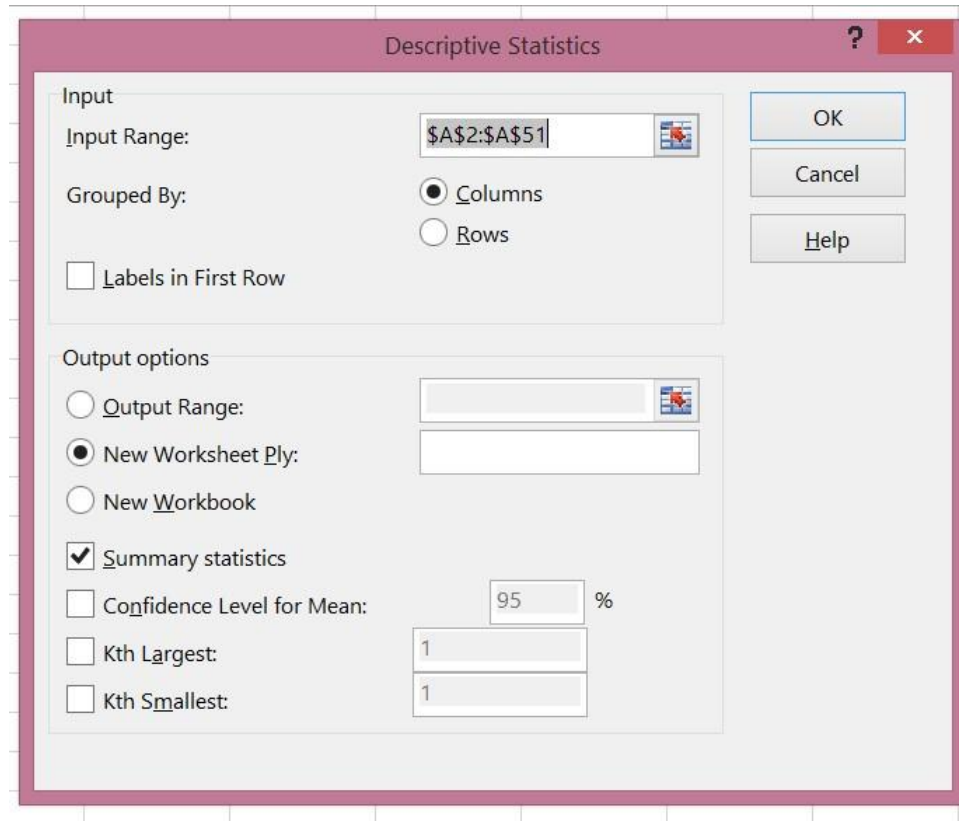 Descriptive Statistics
?
×
Input
Input Range:
$A$2:$A$51
Grouped By:
Columns
Rows
Labels in First Row
OK
Cancel
Help
Output options
Output Range:
New Worksheet Ply:
New Workbook
Summary statistics
Confidence Level for Mean: 95 %
Kth Largest: 1
Kth Smallest: 1